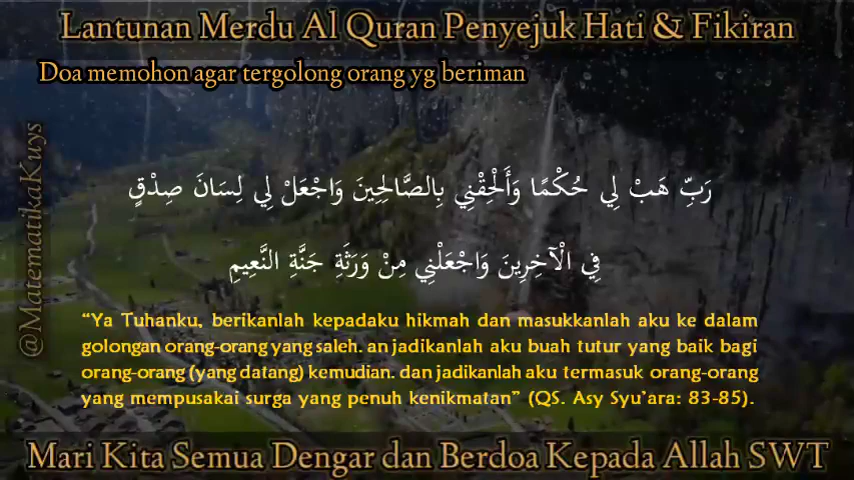 Lantunan Merdu Al Quran Penyejuk Hati & Fikiran
Doa memohon agar tergolong orang yg beriman
@MatematikaKuys
رَبِّ هَبْ لِي حُكْمًا وَأَلْحِقْنِي بِالصَّالِحِينَ وَاجْعَلْ لِي لِسَانَ صِدْقٍ
فِي الْآخِرِينَ وَاجْعَلْنِي مِنْ وَرَثَةِ جَنَّةِ النَّعِيمِ
“Ya Tuhanku, berikanlah kepadaku hikmah dan masukkanlah aku ke dalam
golongan orang-orang yang saleh. an jadikanlah aku buah tutur yang baik bagi
orang-orang (yang datang) kemudian. dan jadikanlah aku termasuk orang-orang
yang mempusakai surga yang penuh kenikmatan” (QS. Asy Syu’ara: 83-85).
Mari Kita Semua Dengar dan Berdoa Kepada Allah SWT